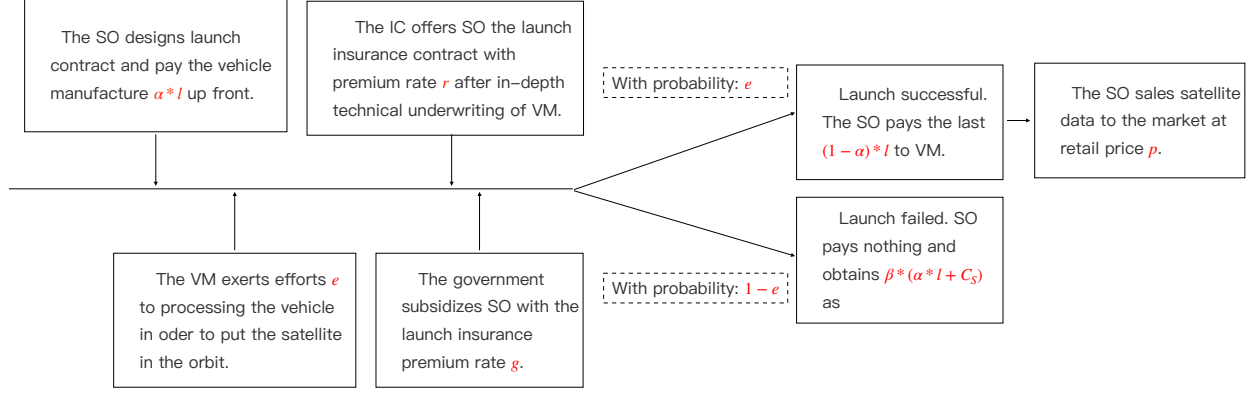 The SO designs launch
contract and pay the vehicle
manufacture α * l up front.
The IC offers SO the launch
insurance contract with
premium rate r after in-depth
technical underwriting of VM.
The VM exerts efforts e
to processing the vehicle
in oder to put the satellite
in the orbit.
The government
subsidizes SO with the
launch insurance
premium rate g.
With probability: e
Launch successful.
The SO pays the last
(1 − α) * l to VM.
The SO sales satellite
data to the market at
retail price p.
With probability: 1 − e
Launch failed. SO
pays nothing and
obtains β * (α * l + C_S)
as